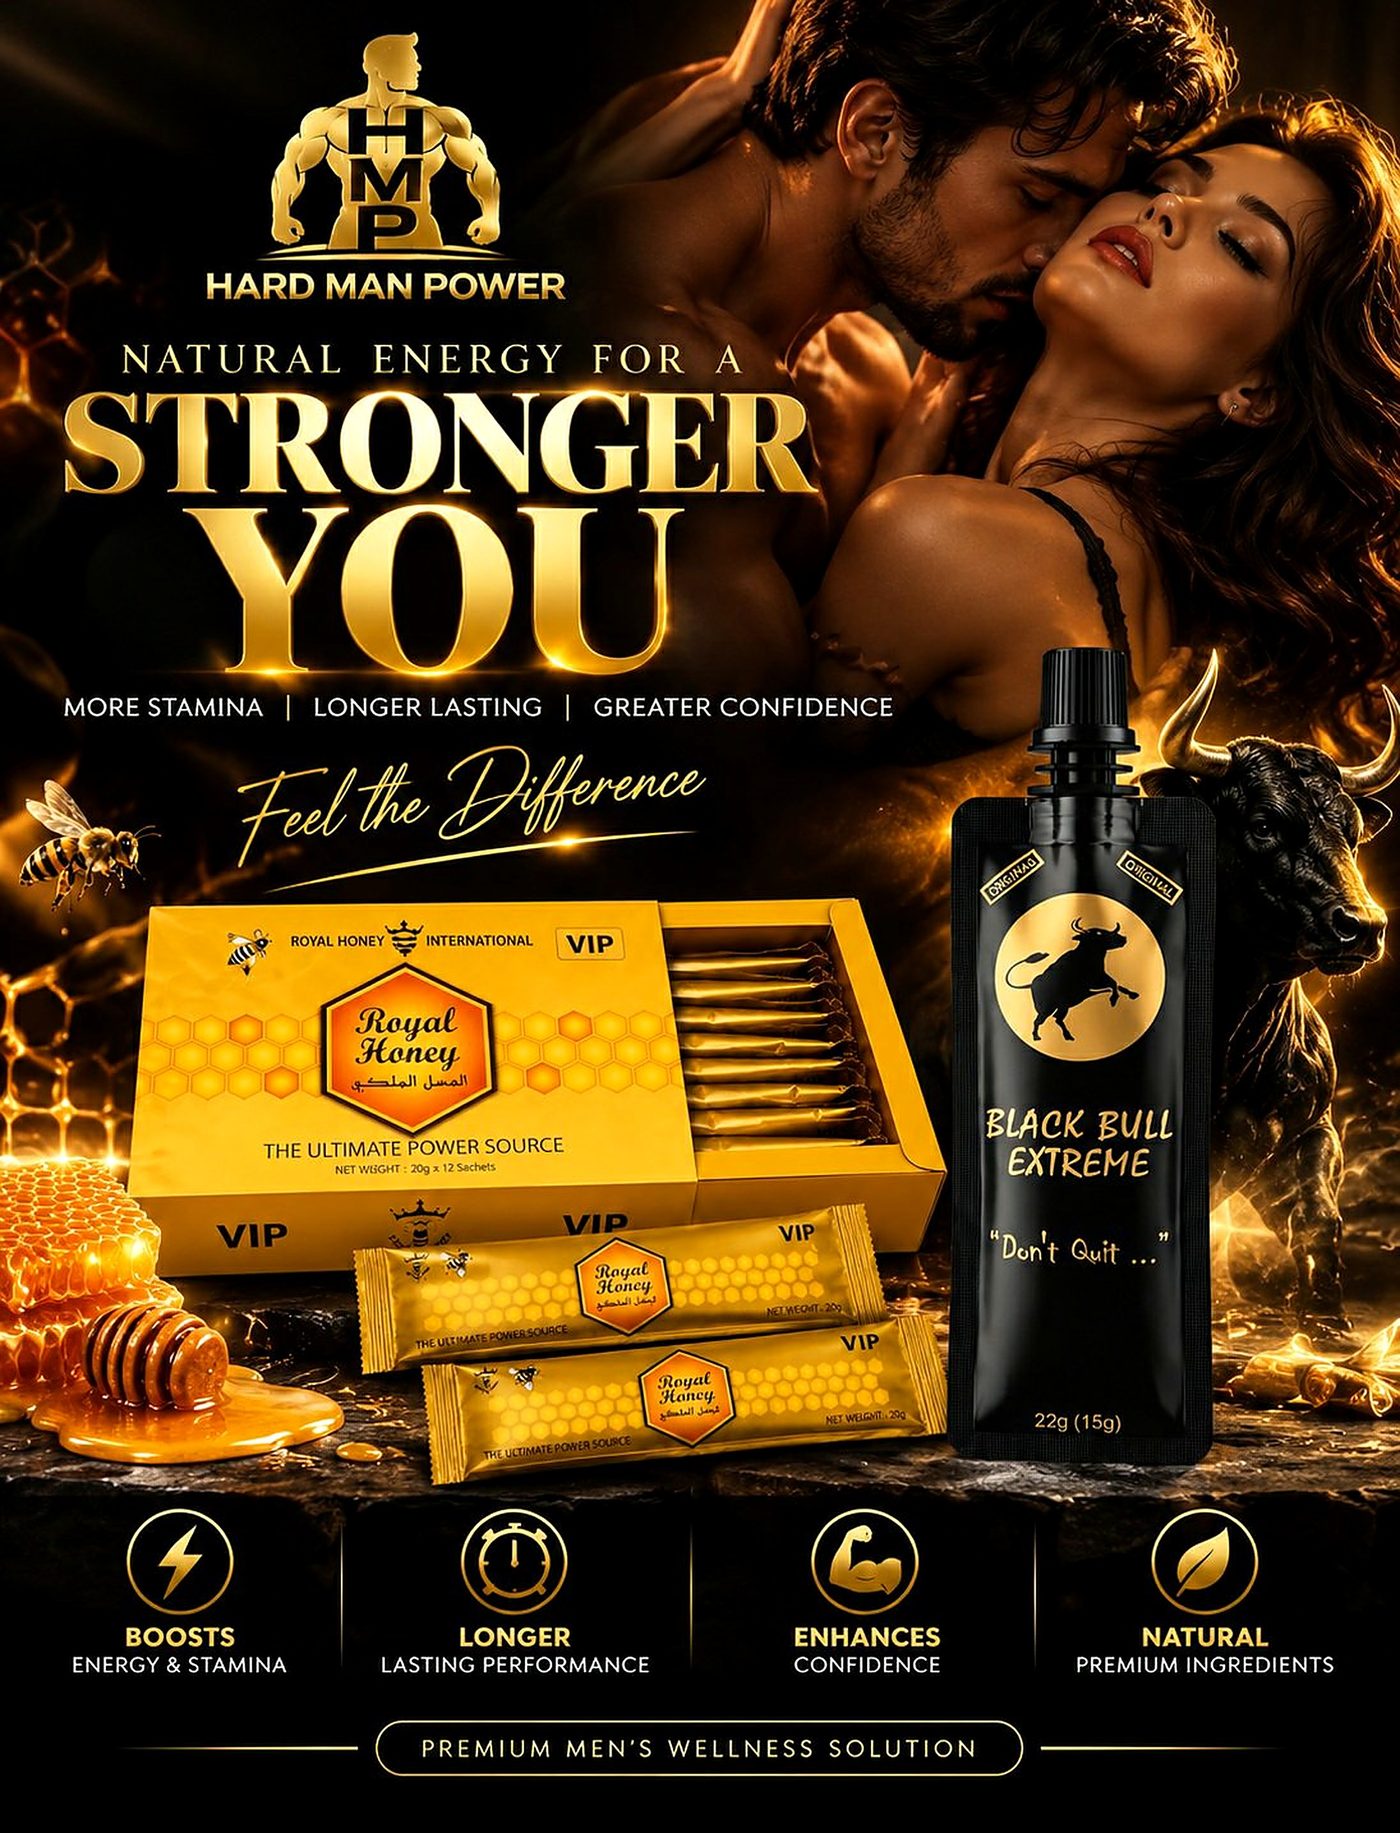 HMP
HARD MAN POWER
NATURAL ENERGY FOR A
STRONGER
YOU
MORE STAMINA | LONGER LASTING | GREATER CONFIDENCE
Feel the Difference
ROYAL HONEY INTERNATIONAL VIP
Royal
Honey
العسل الملكي
THE ULTIMATE POWER SOURCE
NET WEIGHT : 20g x 12 Sachets
VIP VIP
VIP
Royal
Honey
THE ULTIMATE POWER SOURCE
NET WEIGHT: 20g
VIP
Royal
Honey
THE ULTIMATE POWER SOURCE
NET WEIGHT: 20g
ORIGINAL
BLACK BULL
EXTREME
"Don't Quit ..."
22g (15g)
BOOSTS
ENERGY & STAMINA
LONGER
LASTING PERFORMANCE
ENHANCES
CONFIDENCE
NATURAL
PREMIUM INGREDIENTS
PREMIUM MEN'S WELLNESS SOLUTION